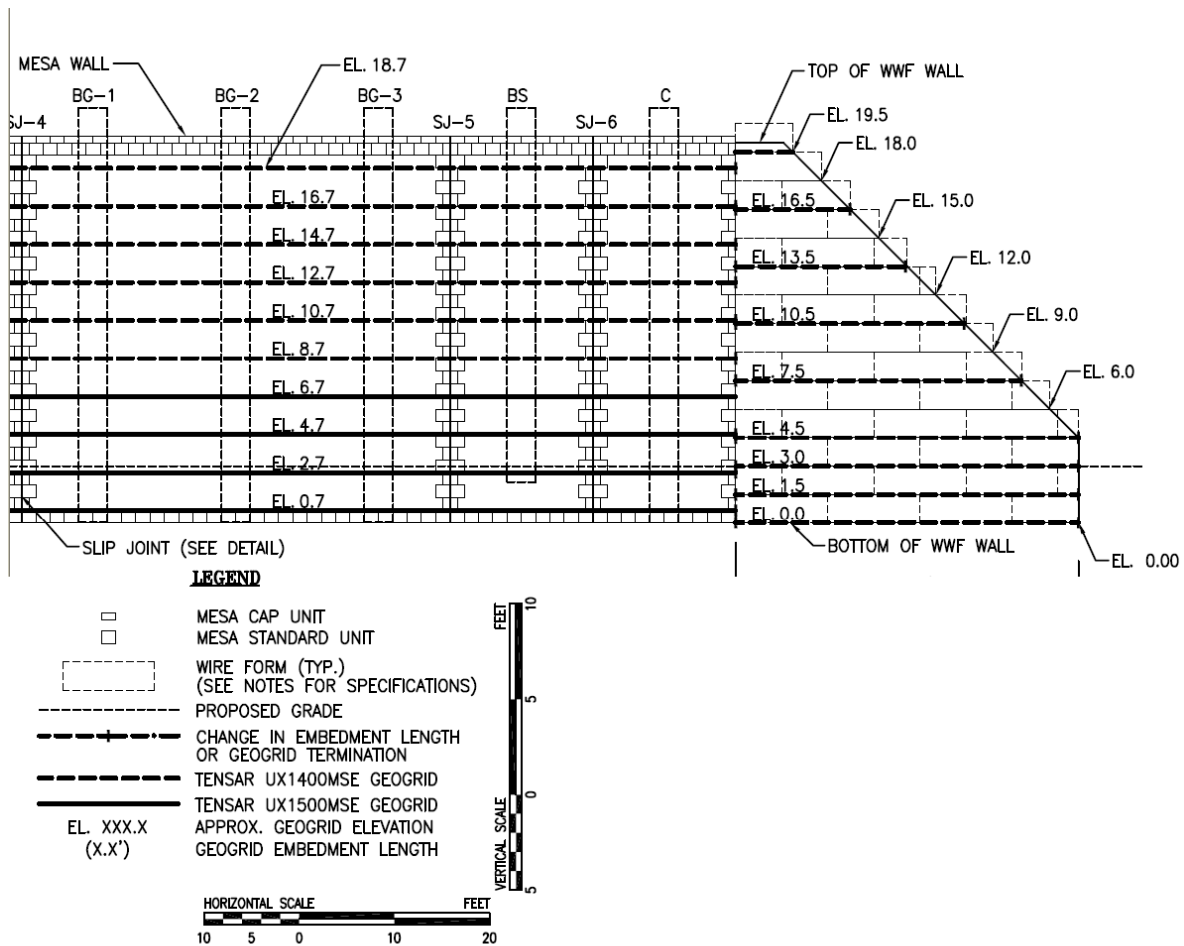 MESA WALL
EL. 18.7
TOP OF WWF WALL
BG-1
BG-2
BG-3
BS
C
SJ-4
SJ-5
SJ-6
EL. 19.5
EL. 18.0
EL. 16.7
EL. 16.5
EL. 15.0
EL. 14.7
EL. 13.5
EL. 12.7
EL. 12.0
EL. 10.7
EL. 10.5
EL. 9.0
EL. 8.7
EL. 7.5
EL. 6.7
EL. 6.0
EL. 4.7
EL. 4.5
EL. 2.7
EL. 3.0
EL. 1.5
EL. 0.7
EL. 0.0
SLIP JOINT (SEE DETAIL)
BOTTOM OF WWF WALL
EL. 0.00
LEGEND
MESA CAP UNIT
MESA STANDARD UNIT
WIRE FORM (TYP.)
(SEE NOTES FOR SPECIFICATIONS)
PROPOSED GRADE
CHANGE IN EMBEDMENT LENGTH
OR GEOGRID TERMINATION
TENSAR UX1400MSE GEOGRID
TENSAR UX1500MSE GEOGRID
EL. XXX.X APPROX. GEOGRID ELEVATION
(X.X') GEOGRID EMBEDMENT LENGTH
VERTICAL SCALE FEET
5 0 5 10
HORIZONTAL SCALE FEET
10 5 0 10 20